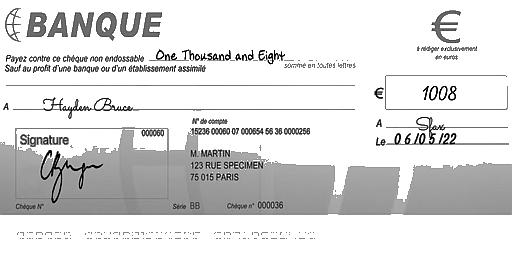 BANQUE
€
à rédiger exclusivement
en euros
Payez contre ce chèque non endossable One Thousand and Eight
Sauf au profit d'une banque ou d'un établissement assimilé
somme en toutes lettres
€ 1008
A Hayden Bruce
A Sfax
Le 06/05/22
N° de compte
000060 15236 00060 07 000654 56 36 0000256
Signature
M. MARTIN
123 RUE SPECIMEN
75 015 PARIS
Chèque N° Série BB Chèque n° 000036